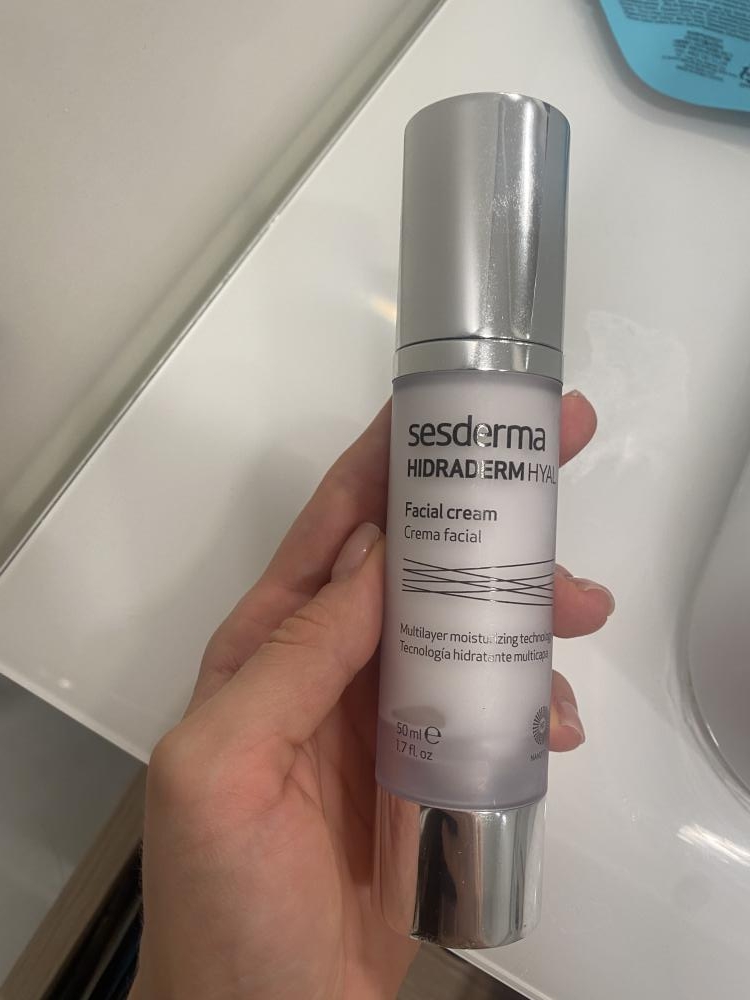 sesderma
HIDRADERM HYAL
Facial cream
Crema facial
Multilayer moisturizing technology
Tecnología hidratante multicapa
50 ml e
1.7 fl. oz